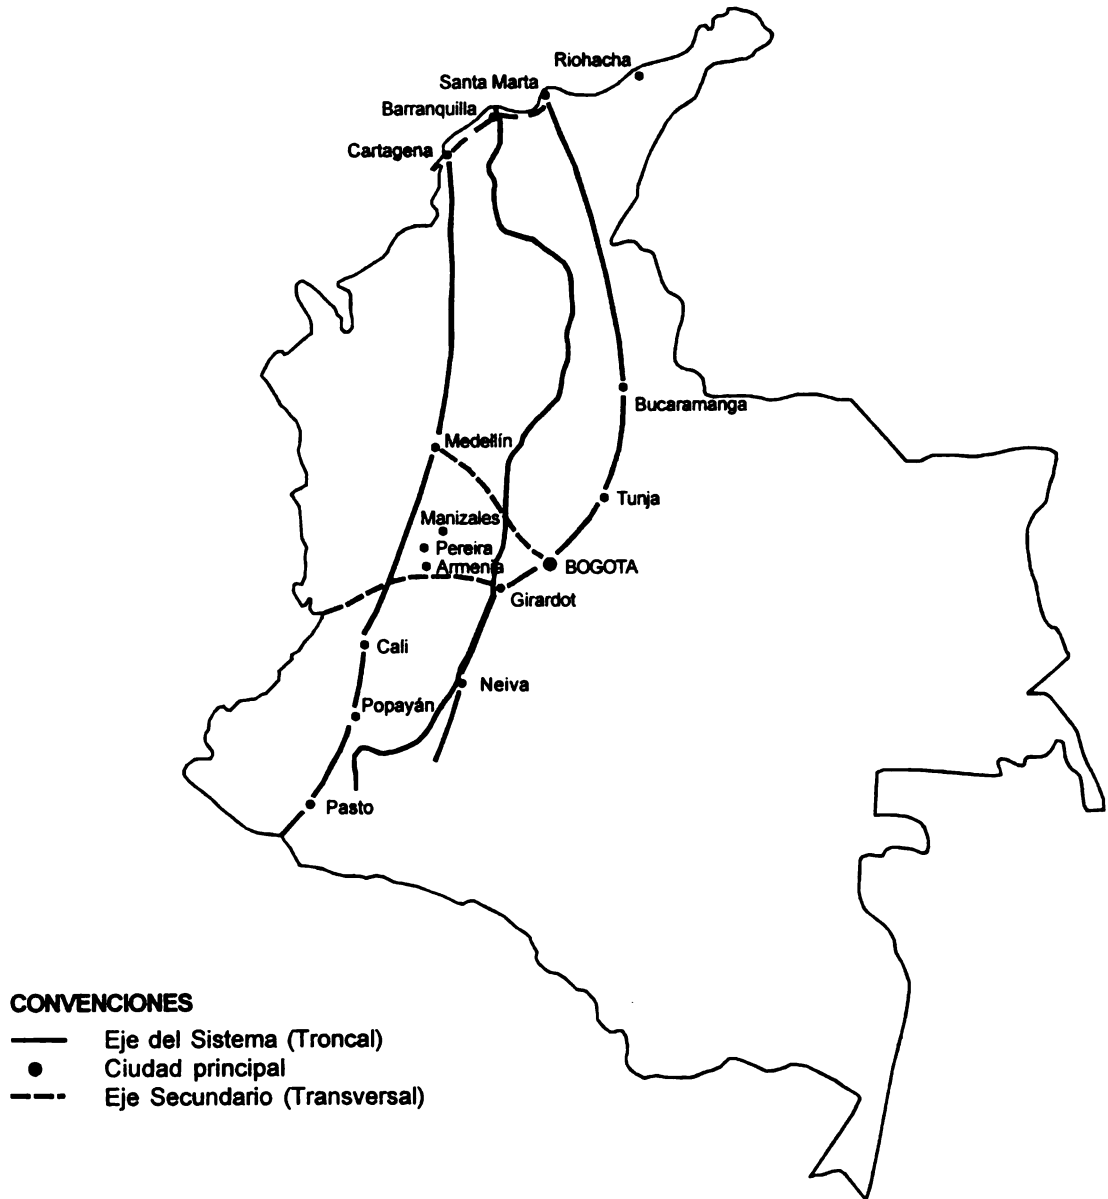 Riohacha
Santa Marta
Barranquilla
Cartagena
Bucaramanga
Medellín
Tunja
Manizales
Pereira
Armenia
BOGOTA
Girardot
Cali
Neiva
Popayán
Pasto
CONVENCIONES
Eje del Sistema (Troncal)
Ciudad principal
Eje Secundario (Transversal)